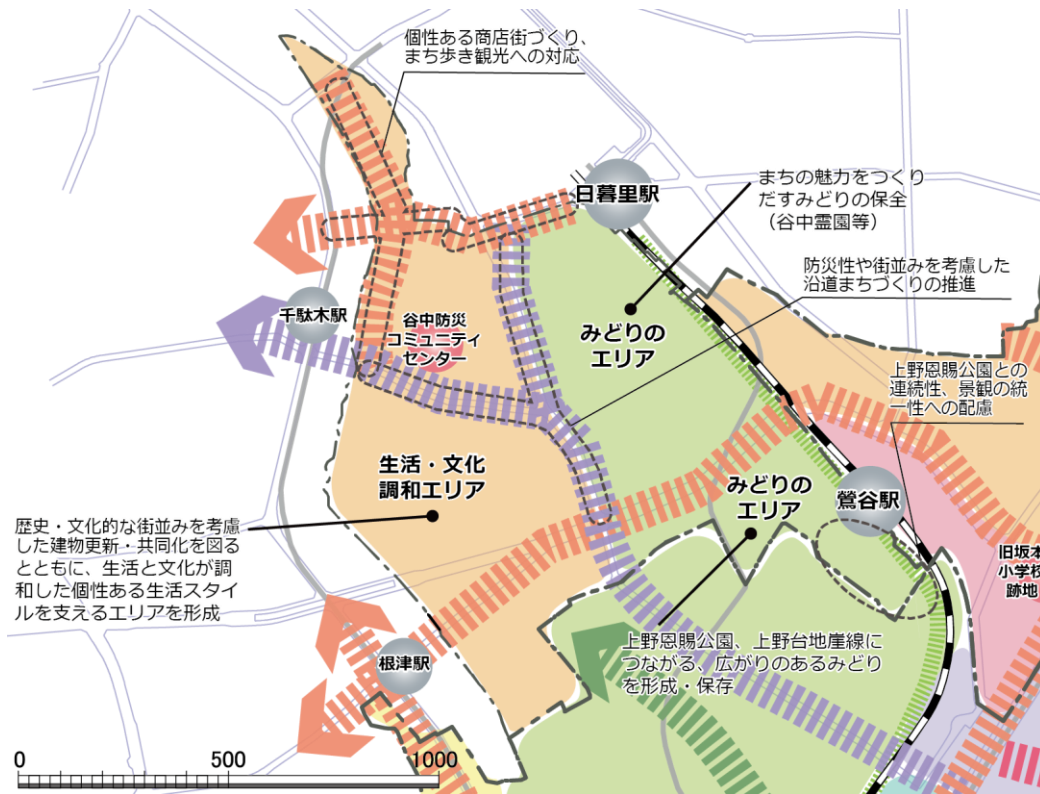 個性ある商店街づくり、
まち歩き観光への対応
日暮里駅
まちの魅力をつくり
だすみどりの保全
（谷中霊園等）
防災性や街並みを考慮した
沿道まちづくりの推進
千駄木駅
谷中防災
コミュニティ
センター
みどりの
エリア
上野恩賜公園との
連続性、景観の統
一性への配慮
生活・文化
調和エリア
みどりの
エリア
鶯谷駅
歴史・文化的な街並みを考慮
した建物更新・共同化を図る
とともに、生活と文化が調
和した個性ある生活スタイ
ルを支えるエリアを形成
旧坂本
小学校
跡地
上野恩賜公園、上野台地崖線に
つながる、広がりのあるみどり
を形成・保存
根津駅
0 500 1000